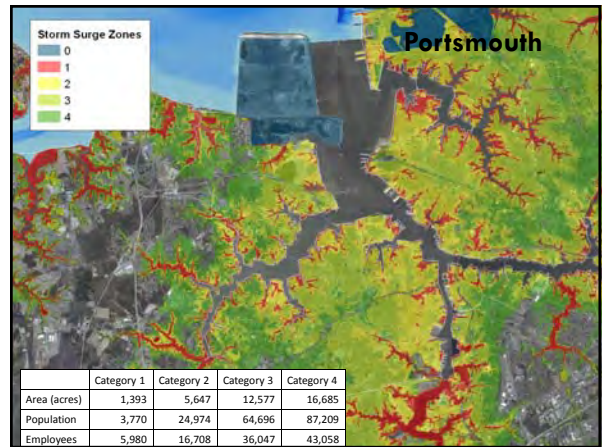 Portsmouth
Storm Surge Zones
0
1
2
3
4
Category 1 Category 2 Category 3 Category 4
Area (acres) 1,393 5,647 12,577 16,685
Population 3,770 24,974 64,696 87,209
Employees 5,980 16,708 36,047 43,058